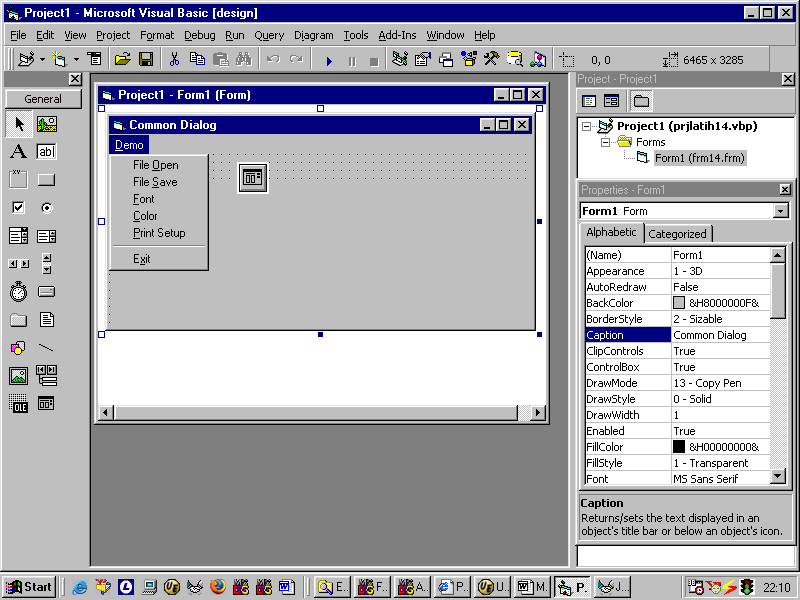 Project1 - Microsoft Visual Basic [design]
File Edit View Project Format Debug Run Query Diagram Tools Add-Ins Window Help
0, 0 6465 x 3285
General
A ab|
xv
OLE
Project1 - Form1 (Form)
Common Dialog
Demo
File Open
File Save
Font
Color
Print Setup
Exit
Project - Project1
Project1 (prjlatih14.vbp)
Forms
Form1 (frm14.frm)
Properties - Form1
Form1 Form
Alphabetic Categorized
(Name) Form1
Appearance 1 - 3D
AutoRedraw False
BackColor &H8000000F&
BorderStyle 2 - Sizable
Caption Common Dialog
ClipControls True
ControlBox True
DrawMode 13 - Copy Pen
DrawStyle 0 - Solid
DrawWidth 1
Enabled True
FillColor &H00000000&
FillStyle 1 - Transparent
Font MS Sans Serif
Caption
Returns/sets the text displayed in an
object's title bar or below an object's icon.
Start E... F... A... P... U... M... P... J... 22:10